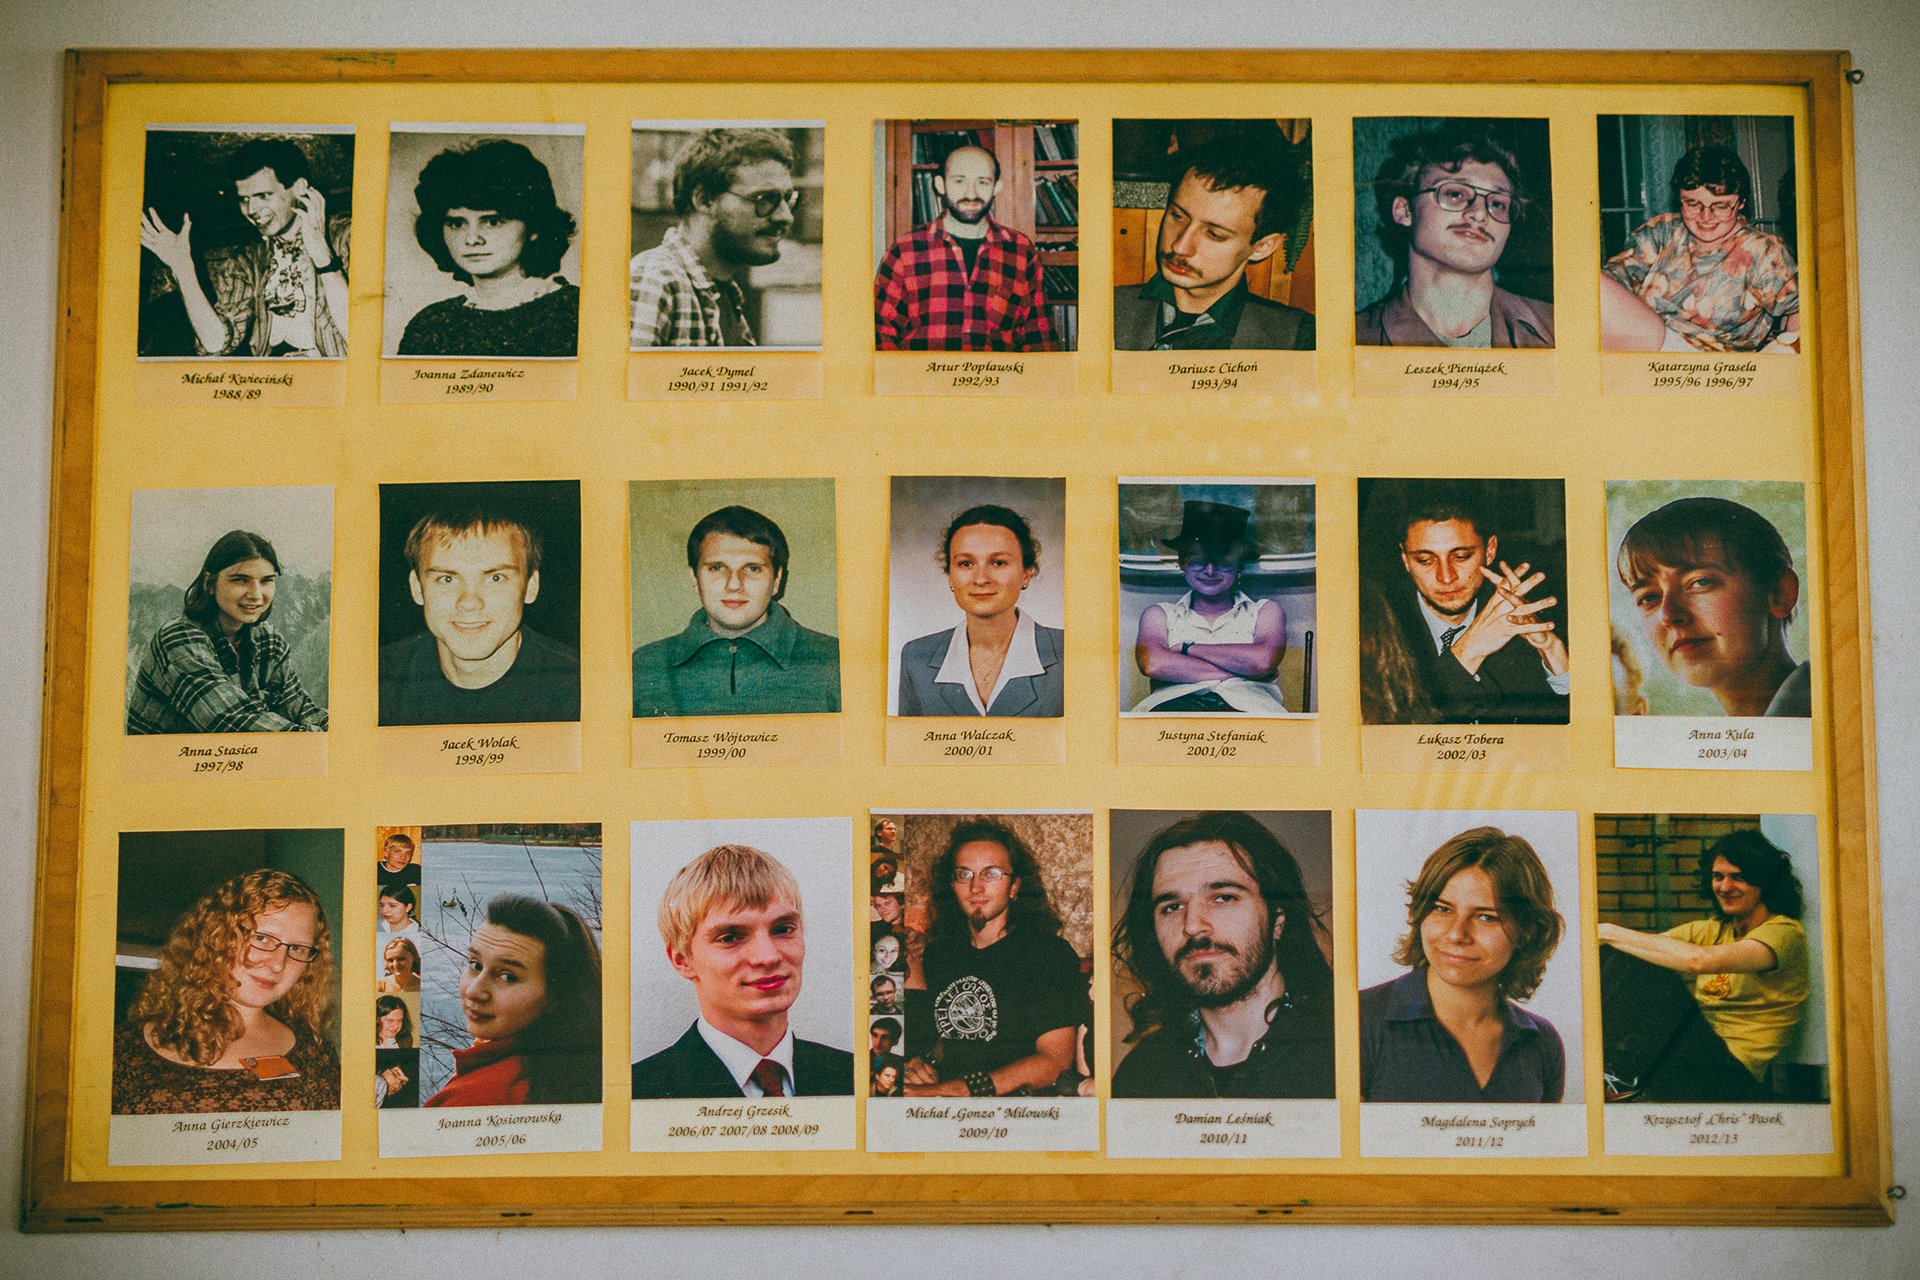 Michał Kwieciński
1988/89
Joanna Zdanewicz
1989/90
Jacek Dymel
1990/91 1991/92
Artur Popławski
1992/93
Dariusz Cichoń
1993/94
Leszek Pieniążek
1994/95
Katarzyna Grasela
1995/96 1996/97
Anna Stasica
1997/98
Jacek Wolak
1998/99
Tomasz Wójtowicz
1999/00
Anna Walczak
2000/01
Justyna Stefaniak
2001/02
Łukasz Tobera
2002/03
Anna Kula
2003/04
Anna Gierzkiewicz
2004/05
Joanna Kosiorowska
2005/06
Andrzej Grzesik
2006/07 2007/08 2008/09
Michał „Gonzo” Miłowski
2009/10
Damian Leśniak
2010/11
Magdalena Soprych
2011/12
Krzysztof „Chris” Pasek
2012/13